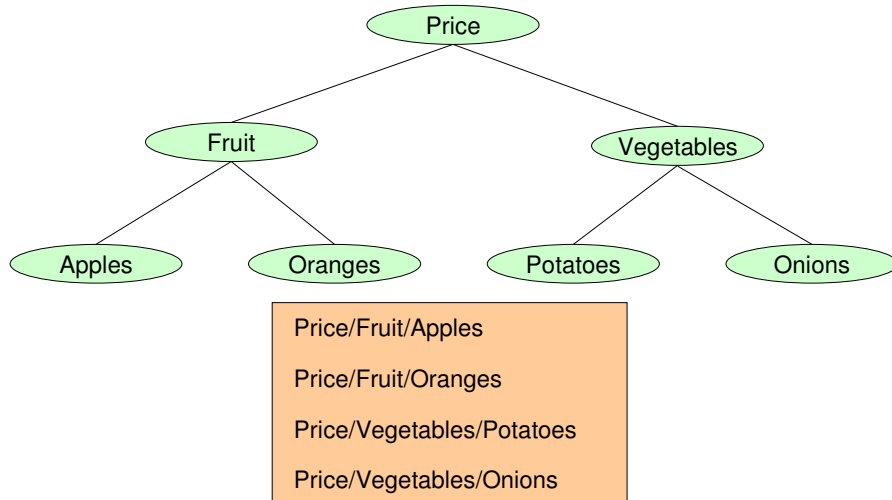 Price
Fruit
Vegetables
Apples
Oranges
Potatoes
Onions
Price/Fruit/Apples
Price/Fruit/Oranges
Price/Vegetables/Potatoes
Price/Vegetables/Onions